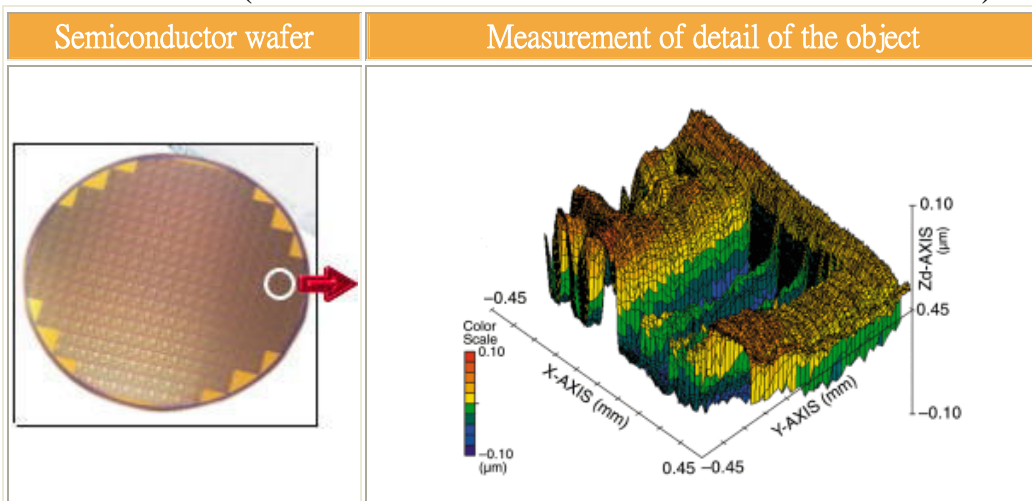 Semiconductor wafer
Measurement of detail of the object
0.10
Zd-AXIS
(μm)
0.45
−0.10
−0.45
Color
Scale
0.10
−0.10
(μm)
X-AXIS (mm)
Y-AXIS (mm)
0.45
−0.45